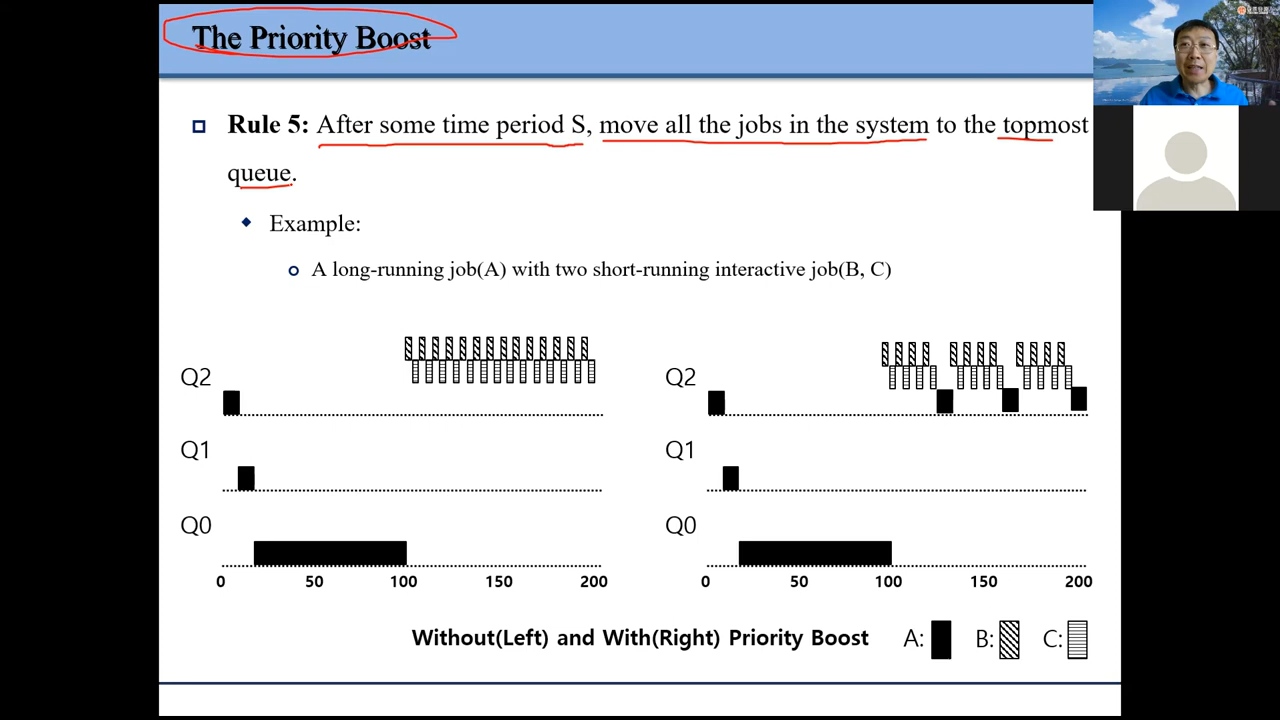 The Priority Boost
Rule 5: After some time period S, move all the jobs in the system to the topmost
queue.
Example:
A long-running job(A) with two short-running interactive job(B, C)
Q2
Q1
Q0
0 50 100 150 200
Q2
Q1
Q0
0 50 100 150 200
Without(Left) and With(Right) Priority Boost A: B: C: